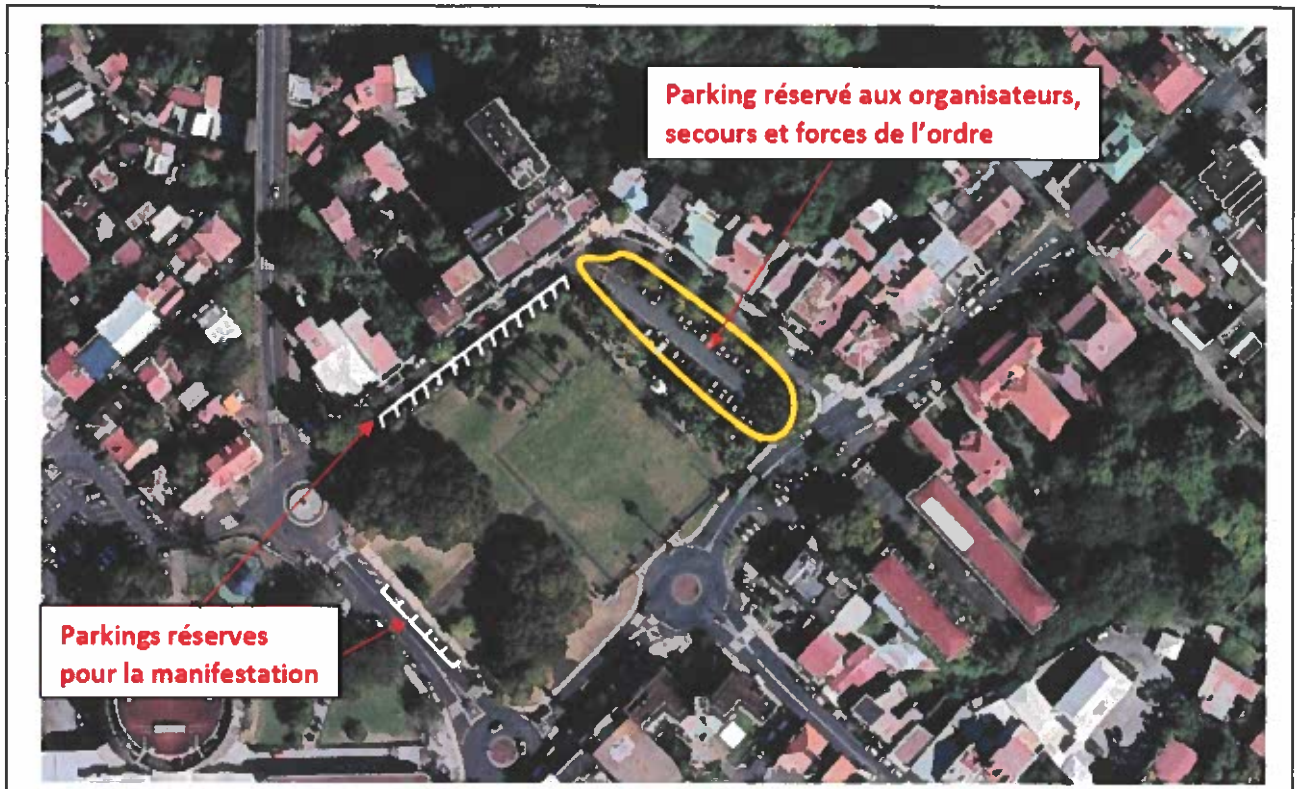 Parking réservé aux organisateurs,
secours et forces de l'ordre
Parkings réserves
pour la manifestation